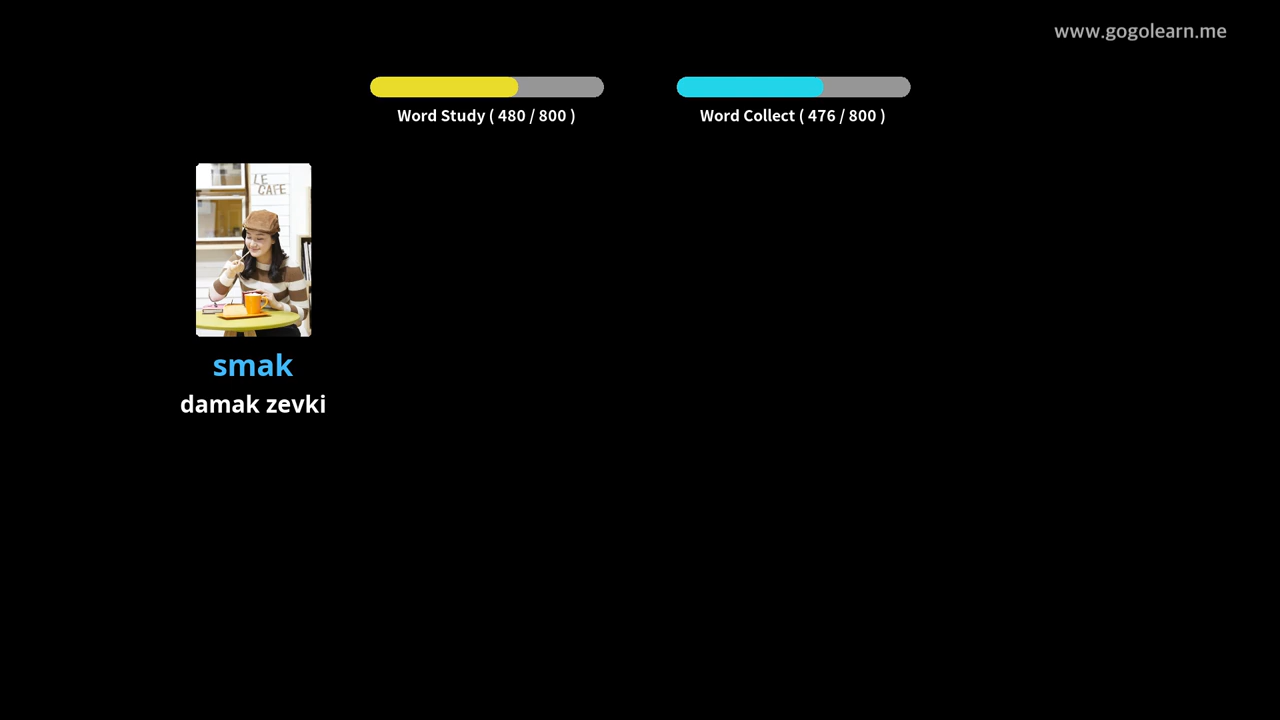 www.gogolearn.me
Word Study ( 480 / 800 )
Word Collect ( 476 / 800 )
LE
CAFE
smak
damak zevki